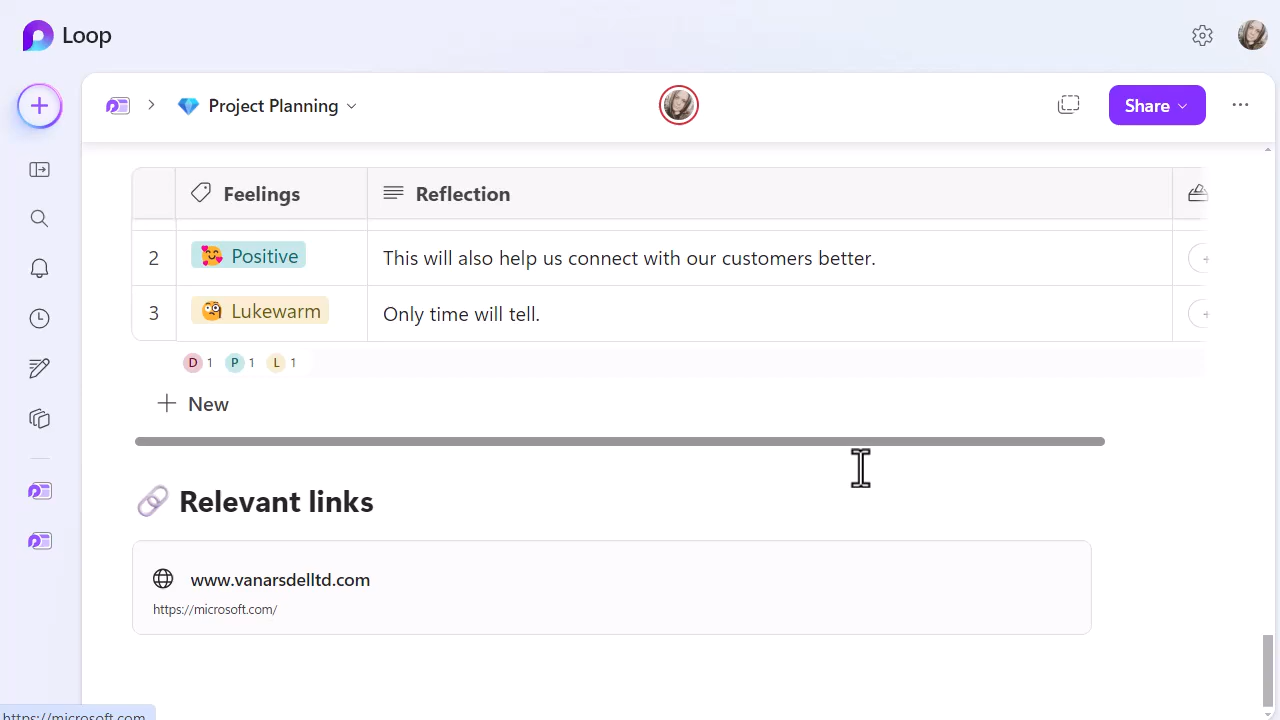 Loop
Project Planning
Share
Feelings
Reflection
2
Positive
This will also help us connect with our customers better.
3
Lukewarm
Only time will tell.
D 1 P 1 L 1
New
Relevant links
www.vanarsdelltd.com
https://microsoft.com/
https://microsoft.com